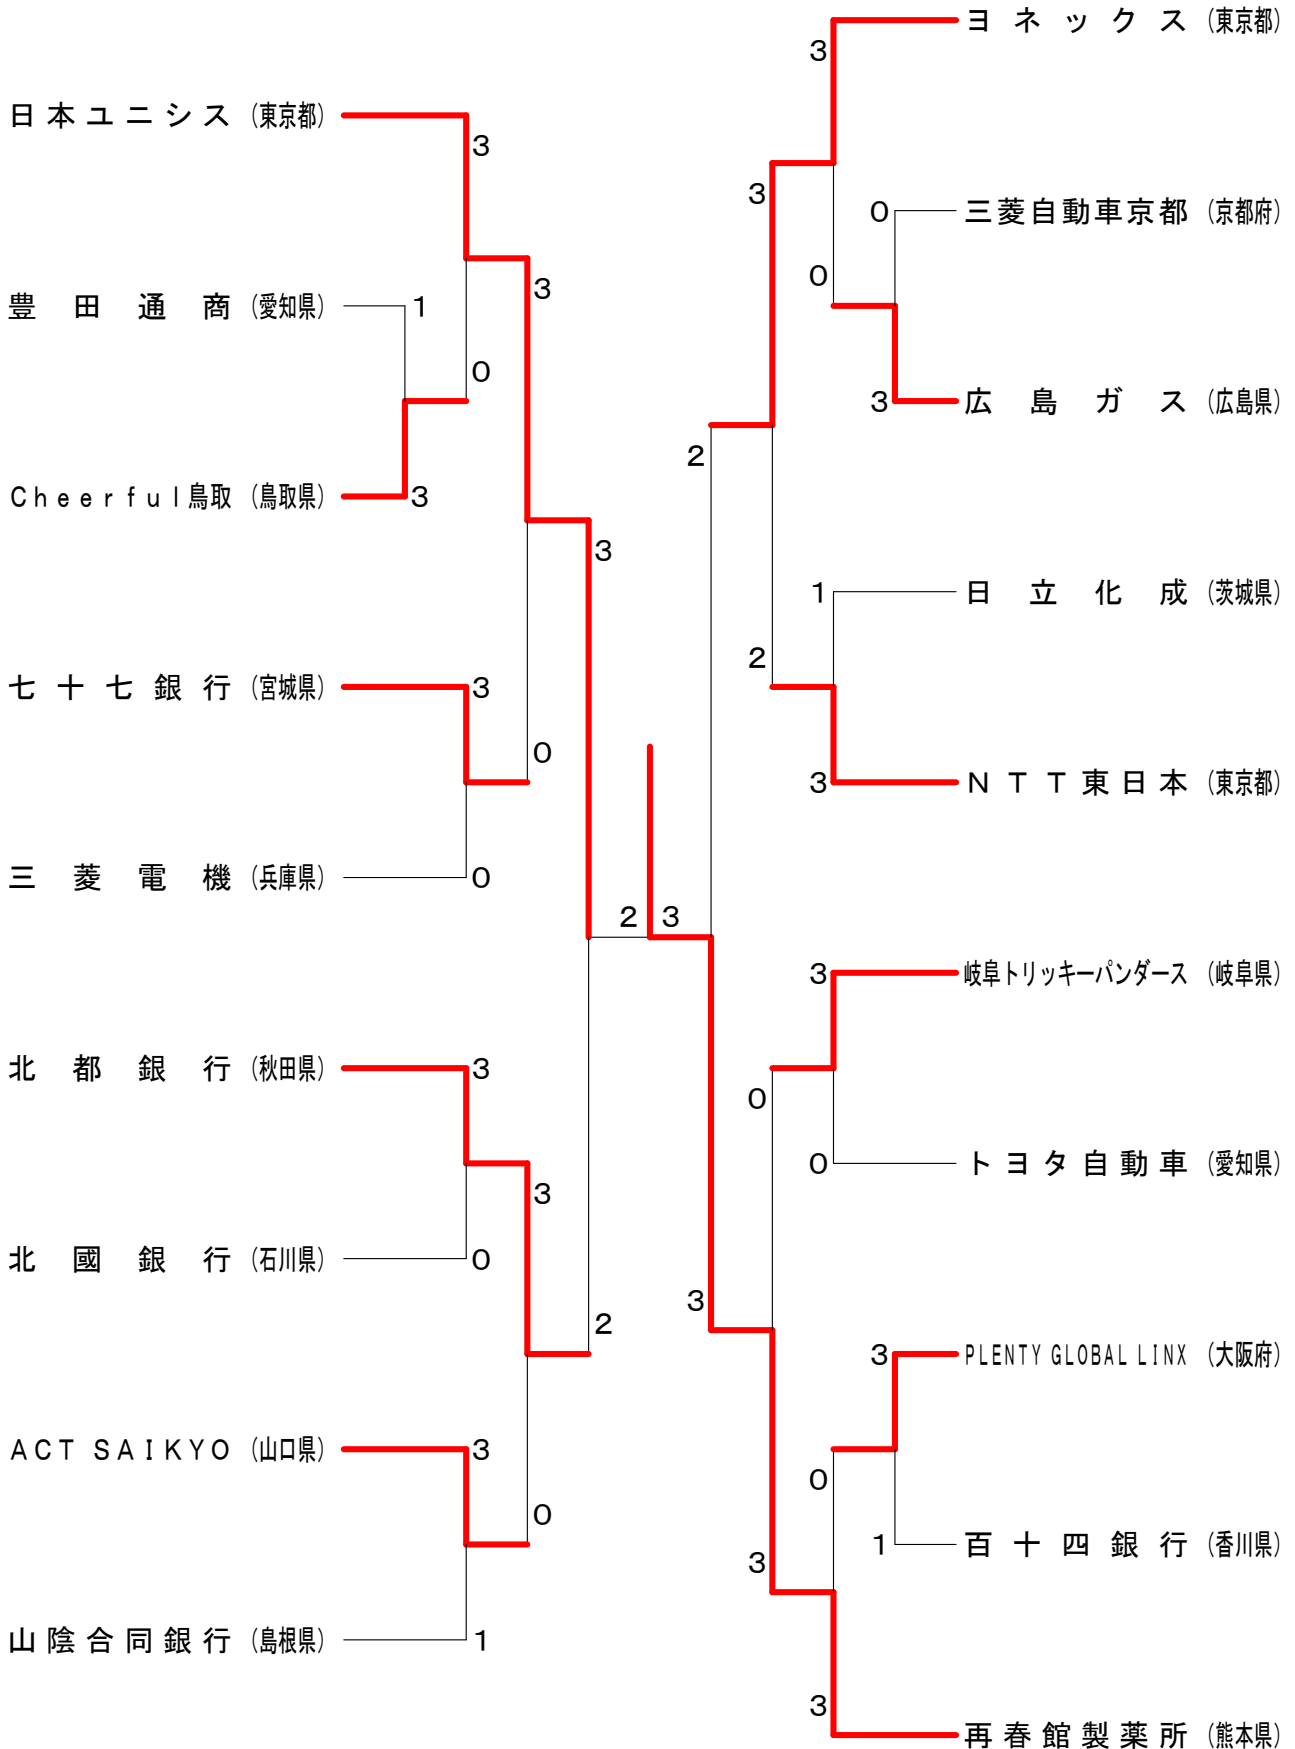 ヨネックス (東京都)
3
日本ユニシス (東京都)
3
3
0 三菱自動車京都 (京都府)
0
3
豊田通商 (愛知県) 1
0
3 広島ガス (広島県)
2
Cheerful鳥取 (鳥取県) 3
3
1 日立化成 (茨城県)
2
七十七銀行 (宮城県) 3
0
3 NTT東日本 (東京都)
三菱電機 (兵庫県) 0
2 3
3 岐阜トリッキーパンダース (岐阜県)
北都銀行 (秋田県) 3
0
0 トヨタ自動車 (愛知県)
3
北國銀行 (石川県) 0
3
2
3 PLENTY GLOBAL LINX (大阪府)
ACT SAIKYO (山口県) 3
0
0
1 百十四銀行 (香川県)
3
山陰合同銀行 (島根県) 1
3
再春館製薬所 (熊本県)